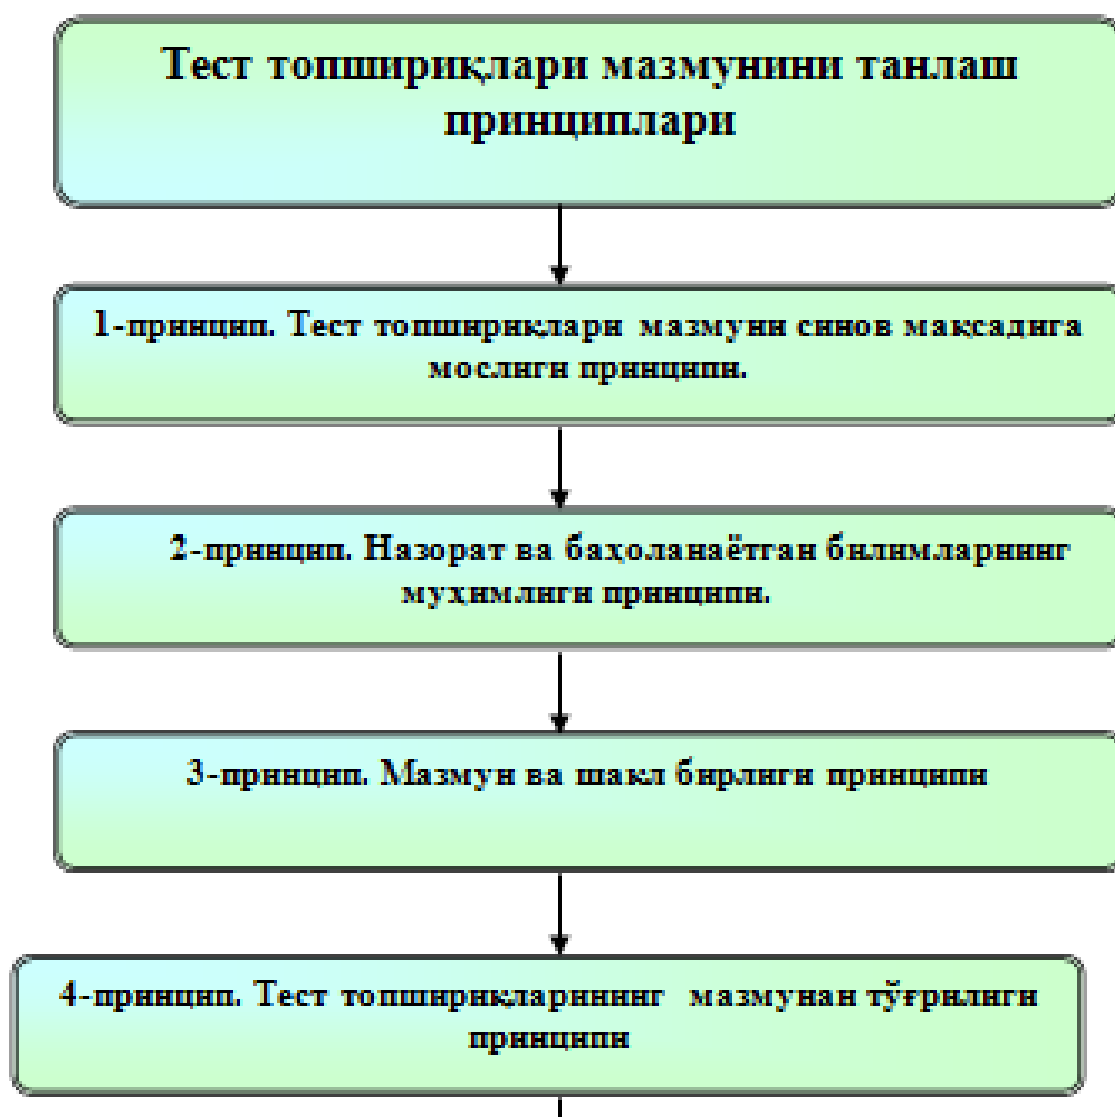 Тест топшириқлари мазмунини танлаш
принциплари
1-принцип. Тест топшириқлари мазмуни синов мақсадига
мослиги принципи.
2-принцип. Назорат ва баҳоланаётган билимларнинг
муҳимлиги принципи.
3-принцип. Мазмун ва шакл бирлиги принципи
4-принцип. Тест топшириқларининг мазмунан тўғрилиги
принципи